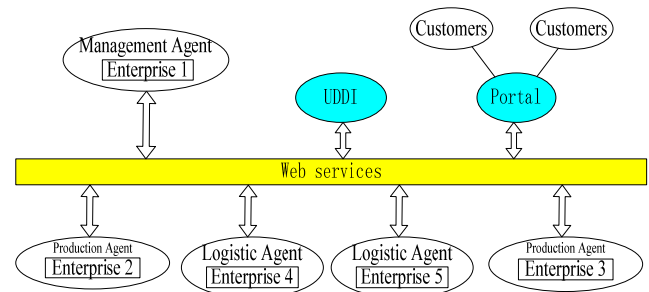 Customers
Customers
Management Agent
Enterprise 1
UDDI
Portal
Web services
Production Agent
Enterprise 2
Logistic Agent
Enterprise 4
Logistic Agent
Enterprise 5
Production Agent
Enterprise 3